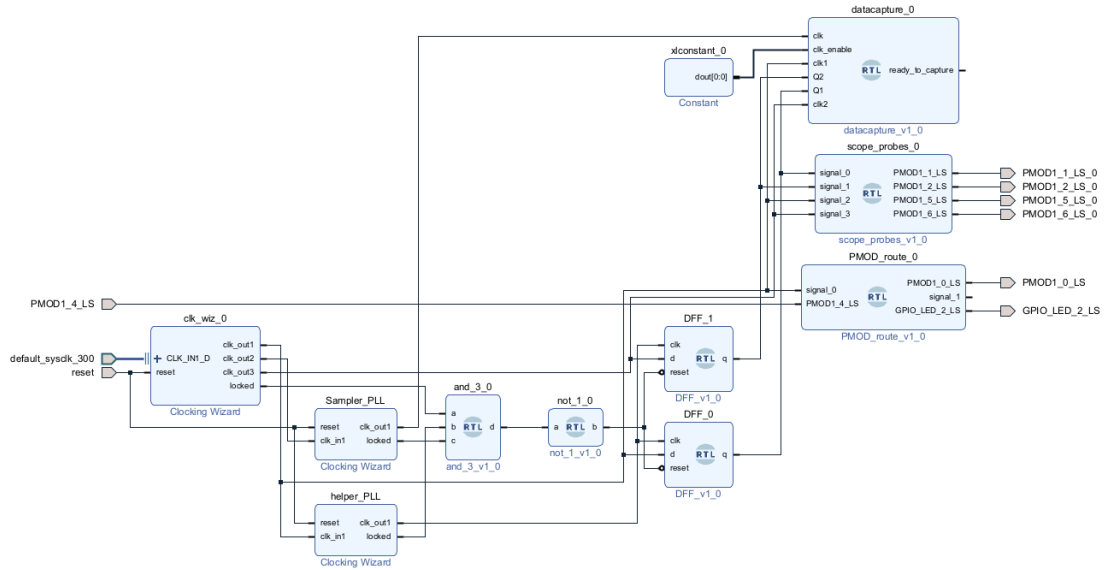 datacapture_0
clk
clk_enable
clk1
Q2
Q1
clk2
RTL
ready_to_capture
datacapture_v1_0
xlconstant_0
dout[0:0]
Constant
scope_probes_0
signal_0
signal_1
signal_2
signal_3
RTL
PMOD1_1_LS
PMOD1_2_LS
PMOD1_5_LS
PMOD1_6_LS
scope_probes_v1_0
PMOD1_1_LS_0
PMOD1_2_LS_0
PMOD1_5_LS_0
PMOD1_6_LS_0
PMOD_route_0
signal_0
PMOD1_4_LS
RTL
PMOD1_0_LS
signal_1
GPIO_LED_2_LS
PMOD_route_v1_0
PMOD1_0_LS
GPIO_LED_2_LS
PMOD1_4_LS
default_sysclk_300
reset
clk_wiz_0
CLK_IN1_D
reset
clk_out1
clk_out2
clk_out3
locked
Clocking Wizard
Sampler_PLL
reset
clk_in1
clk_out1
locked
Clocking Wizard
helper_PLL
reset
clk_in1
clk_out1
locked
Clocking Wizard
and_3_0
a
b
c
RTL
d
and_3_v1_0
not_1_0
a
RTL
b
not_1_v1_0
DFF_1
clk
d
reset
RTL
q
DFF_v1_0
DFF_0
clk
d
reset
RTL
q
DFF_v1_0